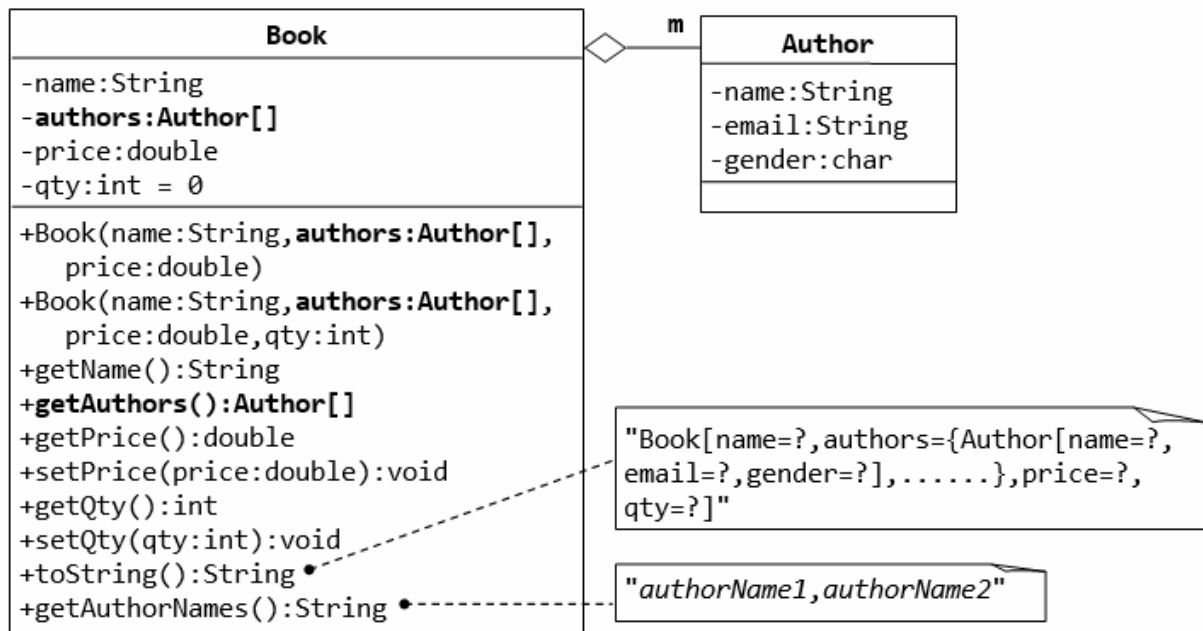 Book
-name:String
-authors:Author[]
-price:double
-qty:int = 0
+Book(name:String,authors:Author[],
price:double)
+Book(name:String,authors:Author[],
price:double,qty:int)
+getName():String
+getAuthors():Author[]
+getPrice():double
+setPrice(price:double):void
+getQty():int
+setQty(qty:int):void
+toString():String
+getAuthorNames():String
m
Author
-name:String
-email:String
-gender:char
"Book[name=?,authors={Author[name=?,
email=?,gender=?],......},price=?,
qty=?]"
"authorName1,authorName2"